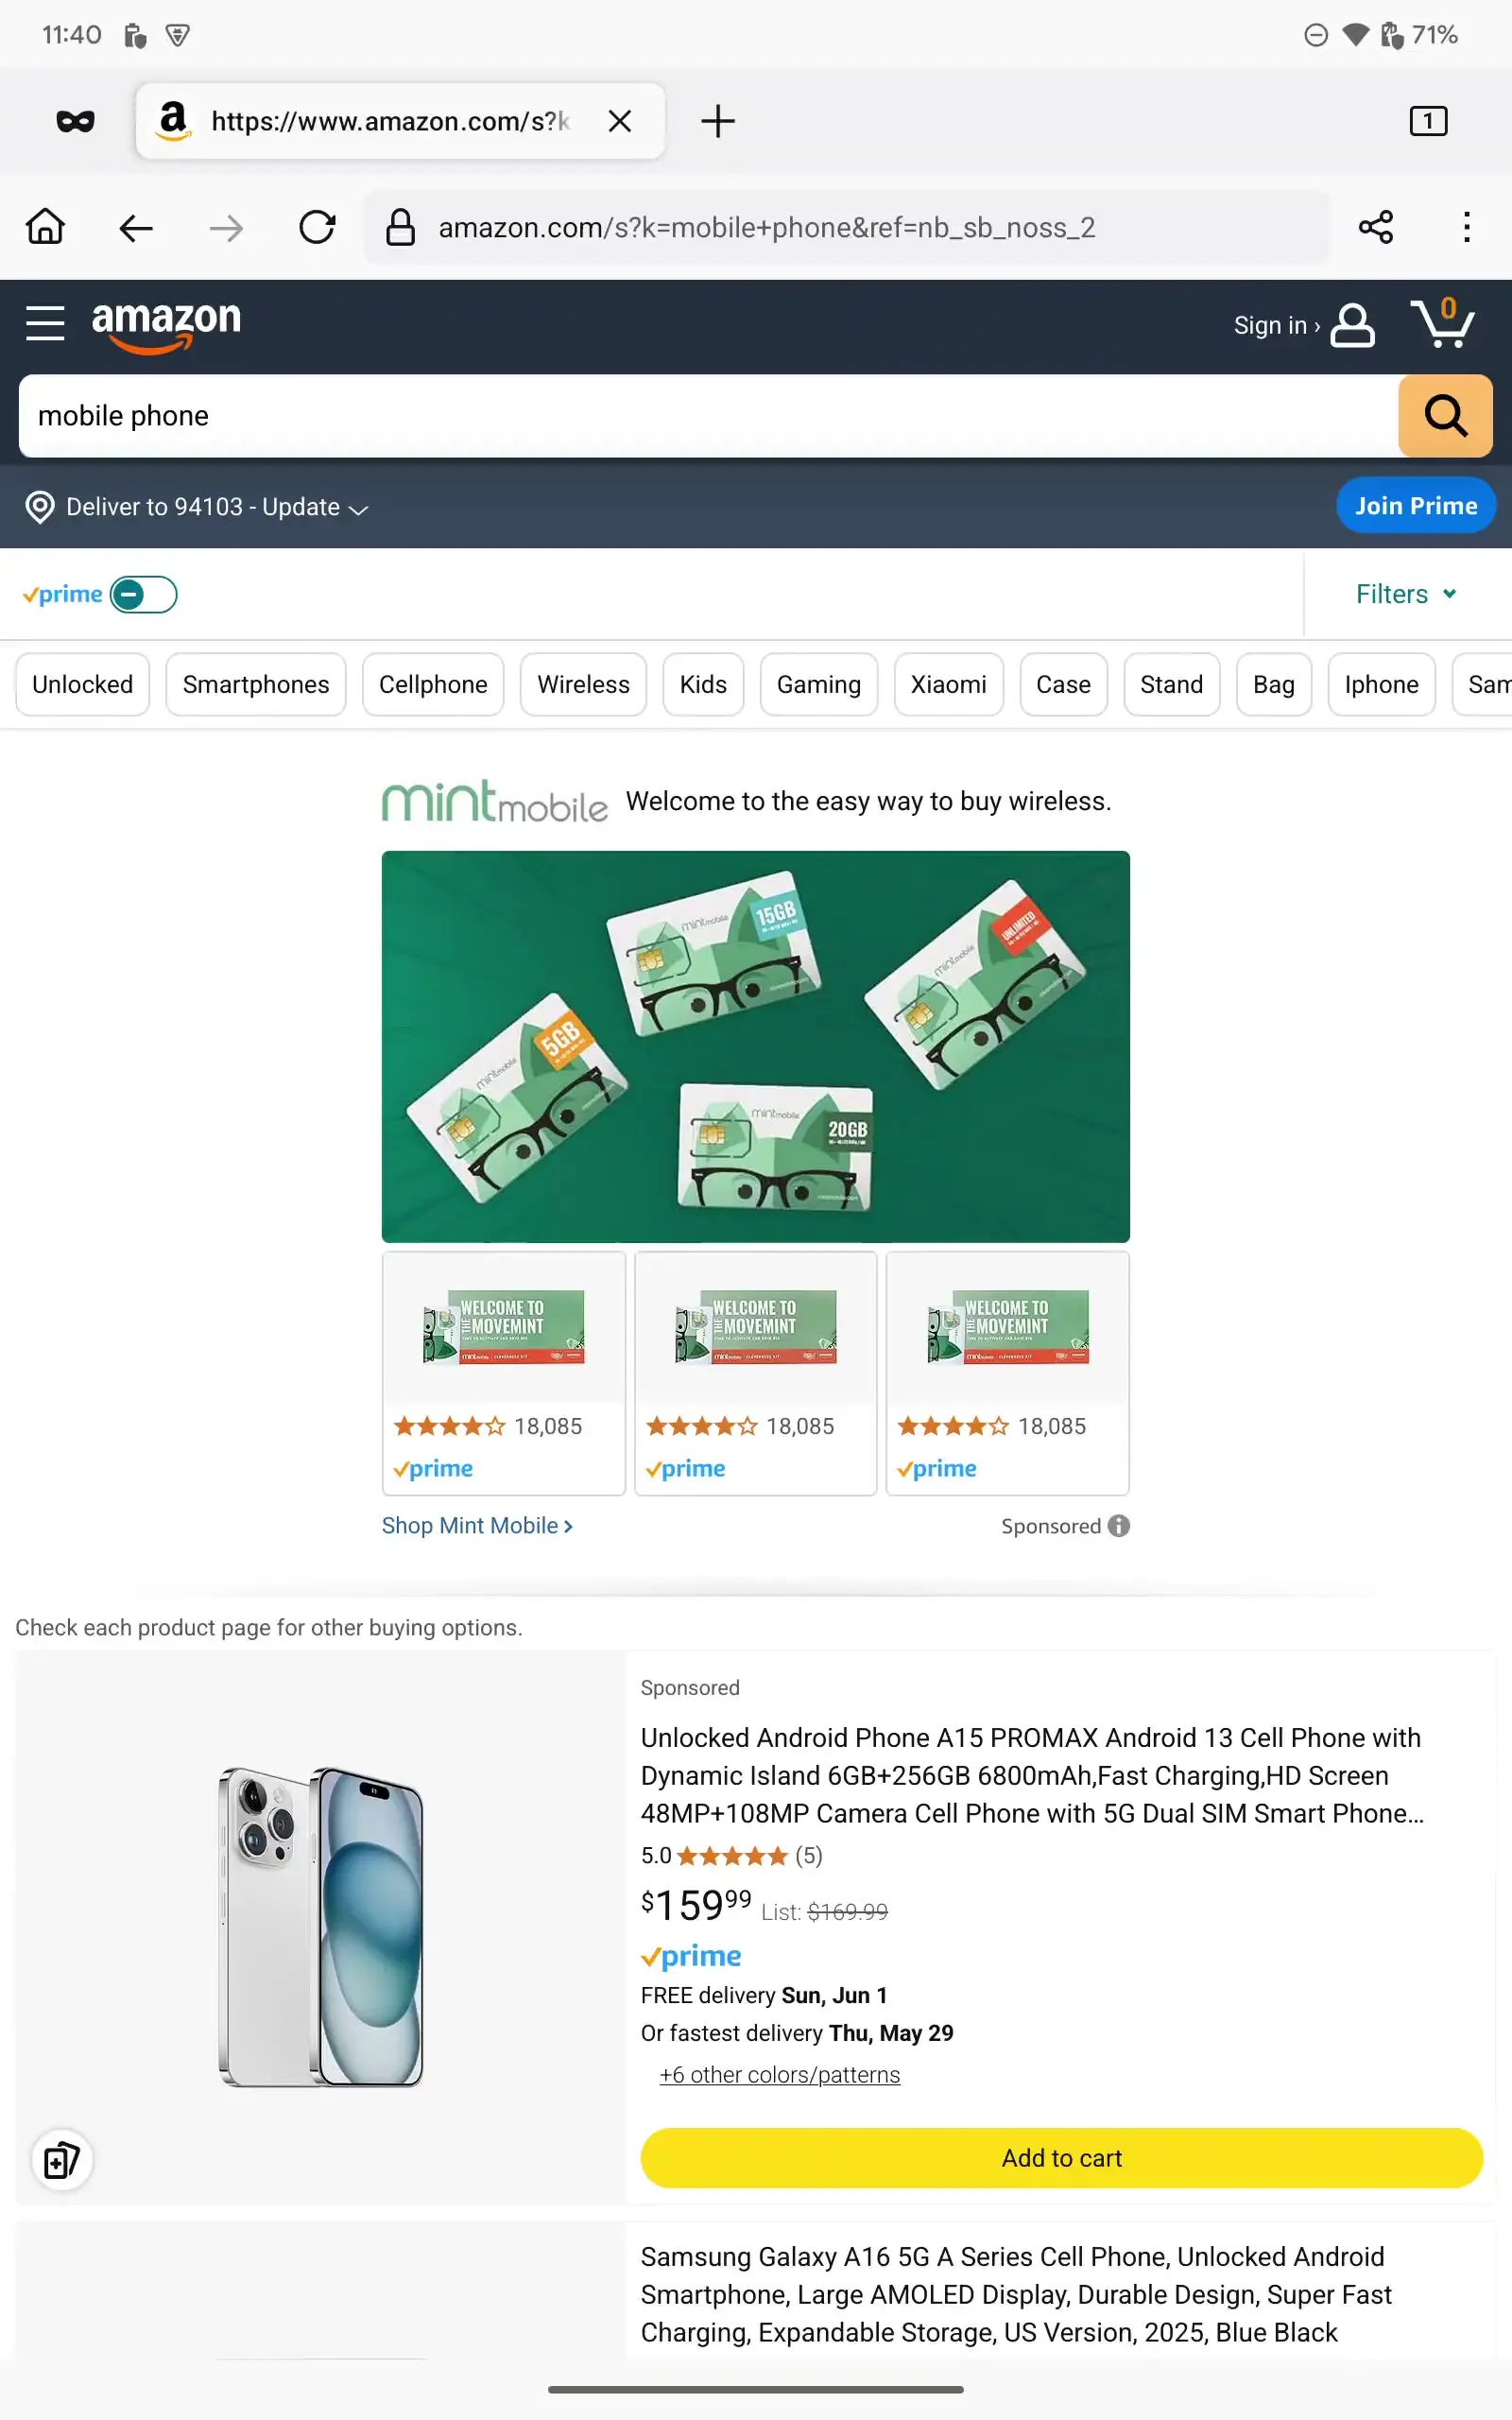 11:40
71%
https://www.amazon.com/s?k
1
amazon.com/s?k=mobile+phone&ref=nb_sb_noss_2
amazon
Sign in ›
0
mobile phone
Deliver to 94103 - Update
Join Prime
prime
Filters
Unlocked
Smartphones
Cellphone
Wireless
Kids
Gaming
Xiaomi
Case
Stand
Bag
Iphone
Sam
mintmobile Welcome to the easy way to buy wireless.
mintmobile 15GB
mintmobile UNLIMITED
mintmobile 5GB
mintmobile 20GB
WELCOME TO
THE MOVEMINT
mintmobile
WELCOME TO
THE MOVEMINT
mintmobile
WELCOME TO
THE MOVEMINT
mintmobile
18,085
18,085
18,085
prime
prime
prime
Shop Mint Mobile ›
Sponsored
Check each product page for other buying options.
Sponsored
Unlocked Android Phone A15 PROMAX Android 13 Cell Phone with
Dynamic Island 6GB+256GB 6800mAh,Fast Charging,HD Screen
48MP+108MP Camera Cell Phone with 5G Dual SIM Smart Phone...
5.0 (5)
$159.99 List: $169.99
prime
FREE delivery Sun, Jun 1
Or fastest delivery Thu, May 29
+6 other colors/patterns
Add to cart
Samsung Galaxy A16 5G A Series Cell Phone, Unlocked Android
Smartphone, Large AMOLED Display, Durable Design, Super Fast
Charging, Expandable Storage, US Version, 2025, Blue Black